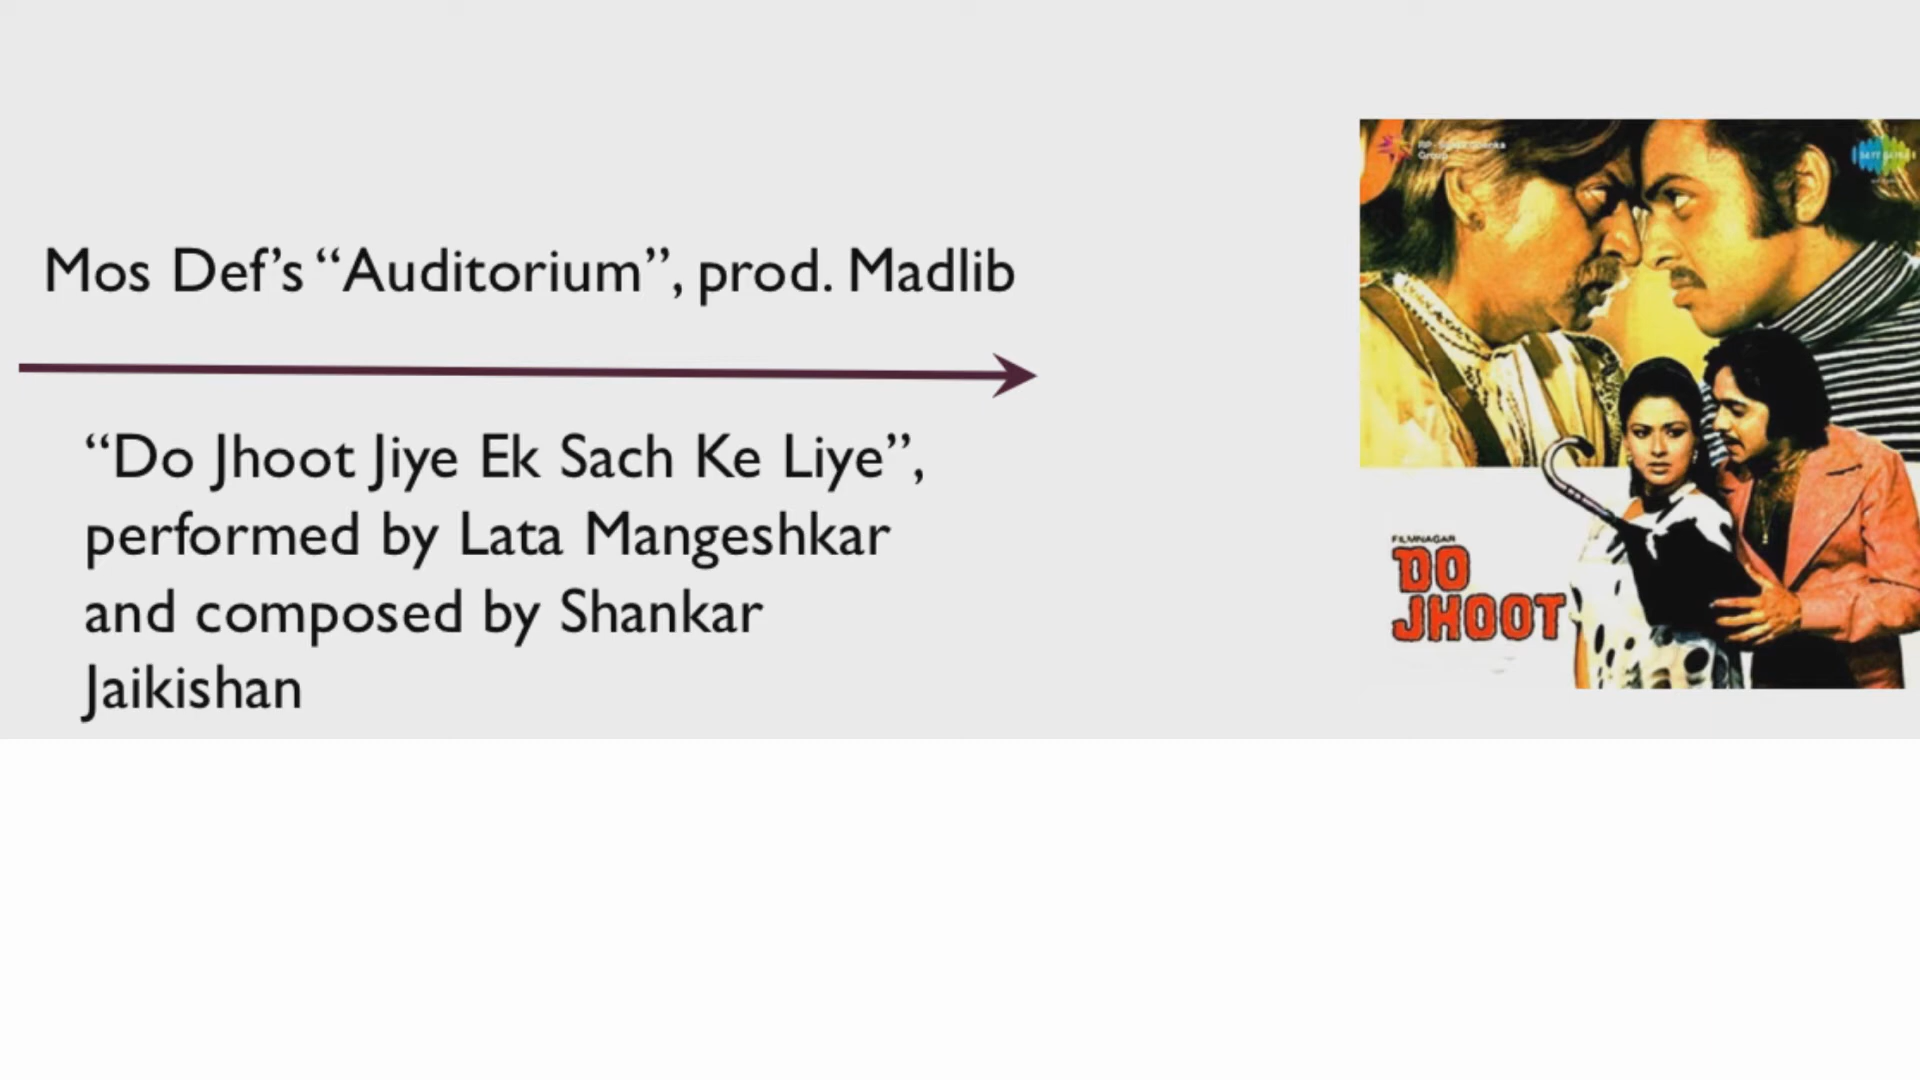 Mos Def’s “Auditorium”, prod. Madlib
“Do Jhoot Jiye Ek Sach Ke Liye”,
performed by Lata Mangeshkar
and composed by Shankar
Jaikishan
Group
FILMNAGAR
DO
JHOOT